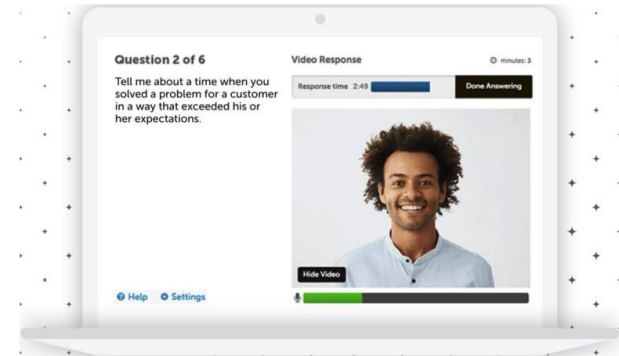 Question 2 of 6
Tell me about a time when you
solved a problem for a customer
in a way that exceeded his or
her expectations.
Video Response
minutes: 3
Response time 2:49
Done Answering
Hide Video
Help Settings